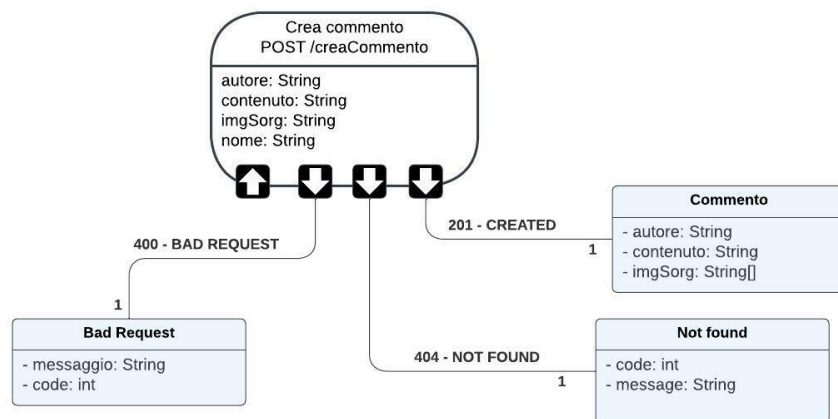 Crea commento
POST /creaCommento
autore: String
contenuto: String
imgSorg: String
nome: String
400 - BAD REQUEST
1
Bad Request
- messaggio: String
- code: int
201 - CREATED
1
Commento
- autore: String
- contenuto: String
- imgSorg: String[]
404 - NOT FOUND
1
Not found
- code: int
- message: String